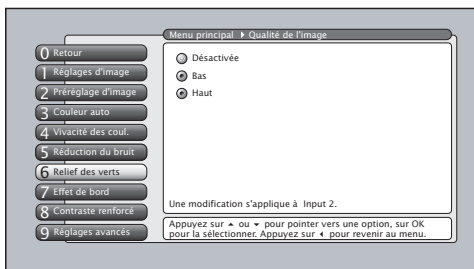 Menu principal ▶ Qualité de l'image
0 Retour
1 Réglages d'image
2 Préréglage d'image
3 Couleur auto
4 Vivacité des coul.
5 Réduction du bruit
6 Relief des verts
7 Effet de bord
8 Contraste renforcé
9 Réglages avancés
Désactivée
Bas
Haut
Une modification s'applique à Input 2.
Appuyez sur ▲ ou ▼ pour pointer vers une option, sur OK
pour la sélectionner. Appuyez sur ◀ pour revenir au menu.